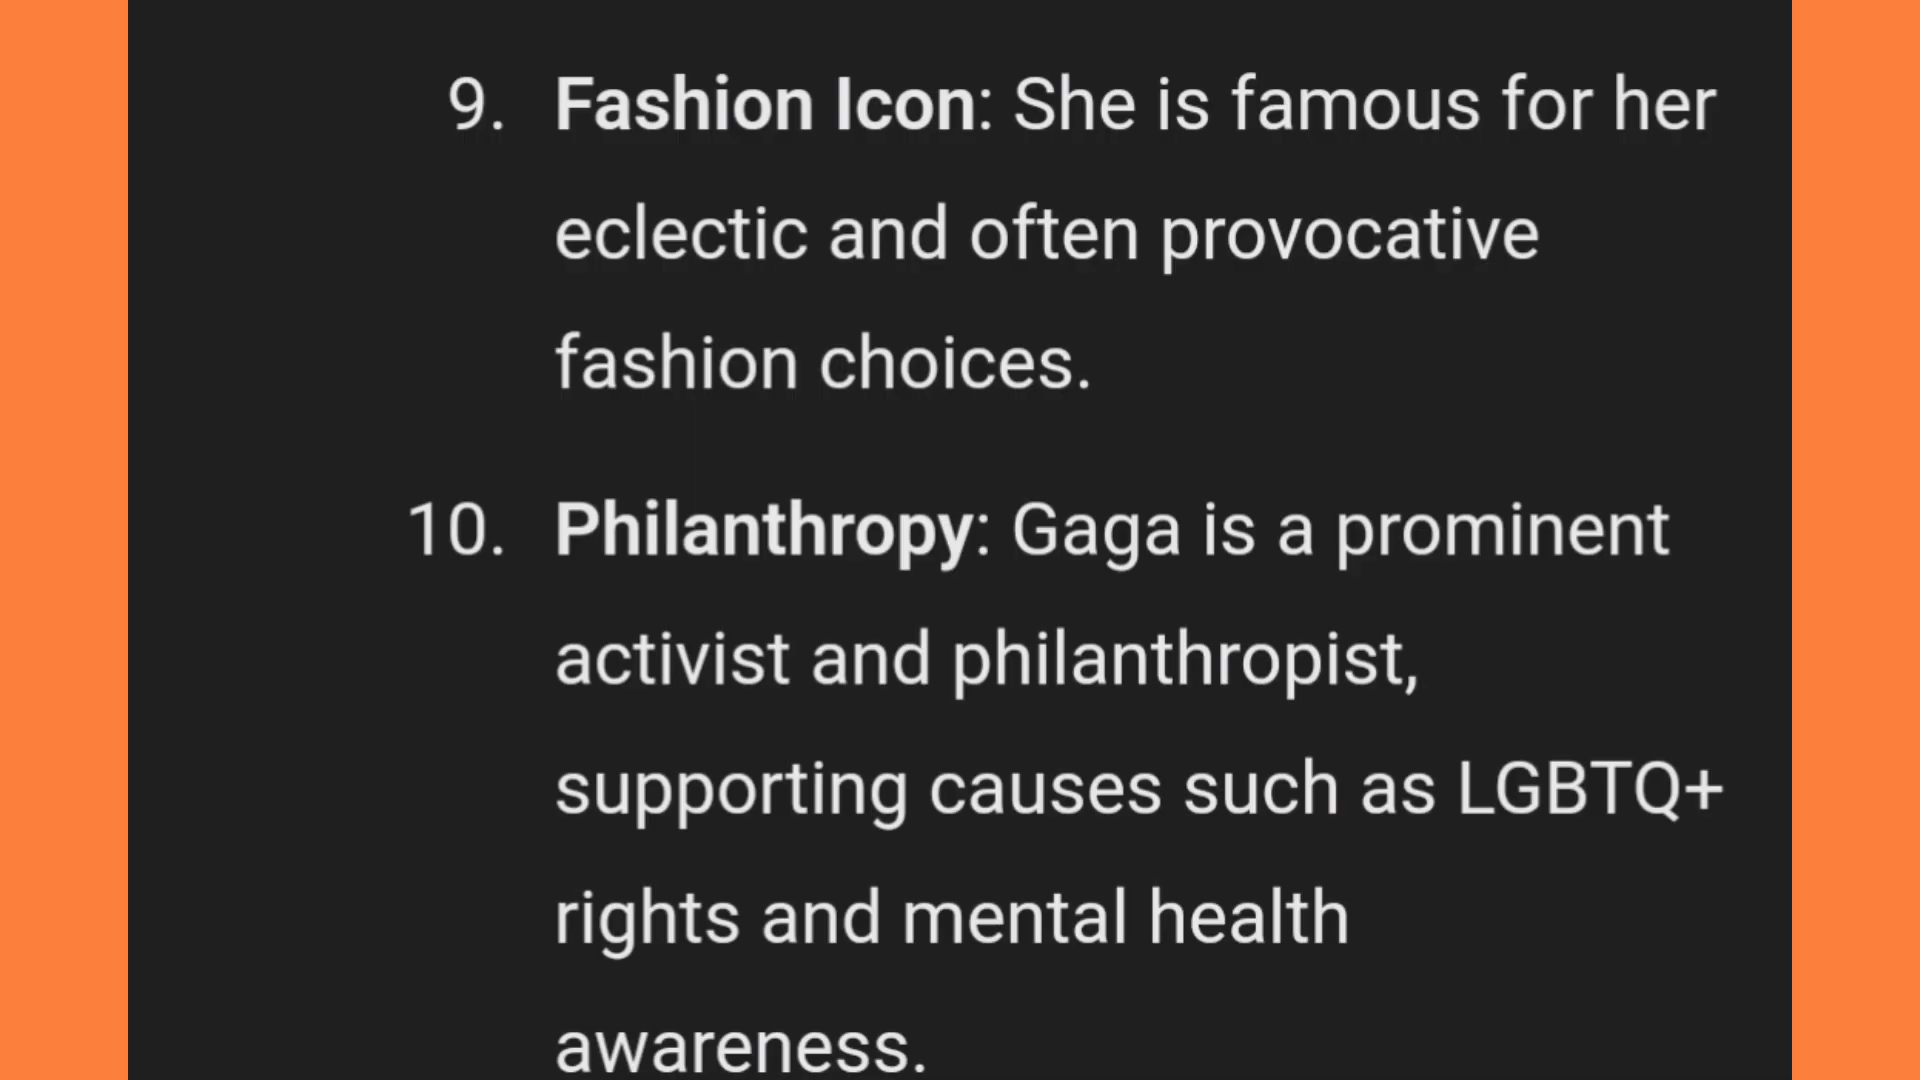 9. Fashion Icon: She is famous for her
eclectic and often provocative
fashion choices.
10. Philanthropy: Gaga is a prominent
activist and philanthropist,
supporting causes such as LGBTQ+
rights and mental health
awareness.